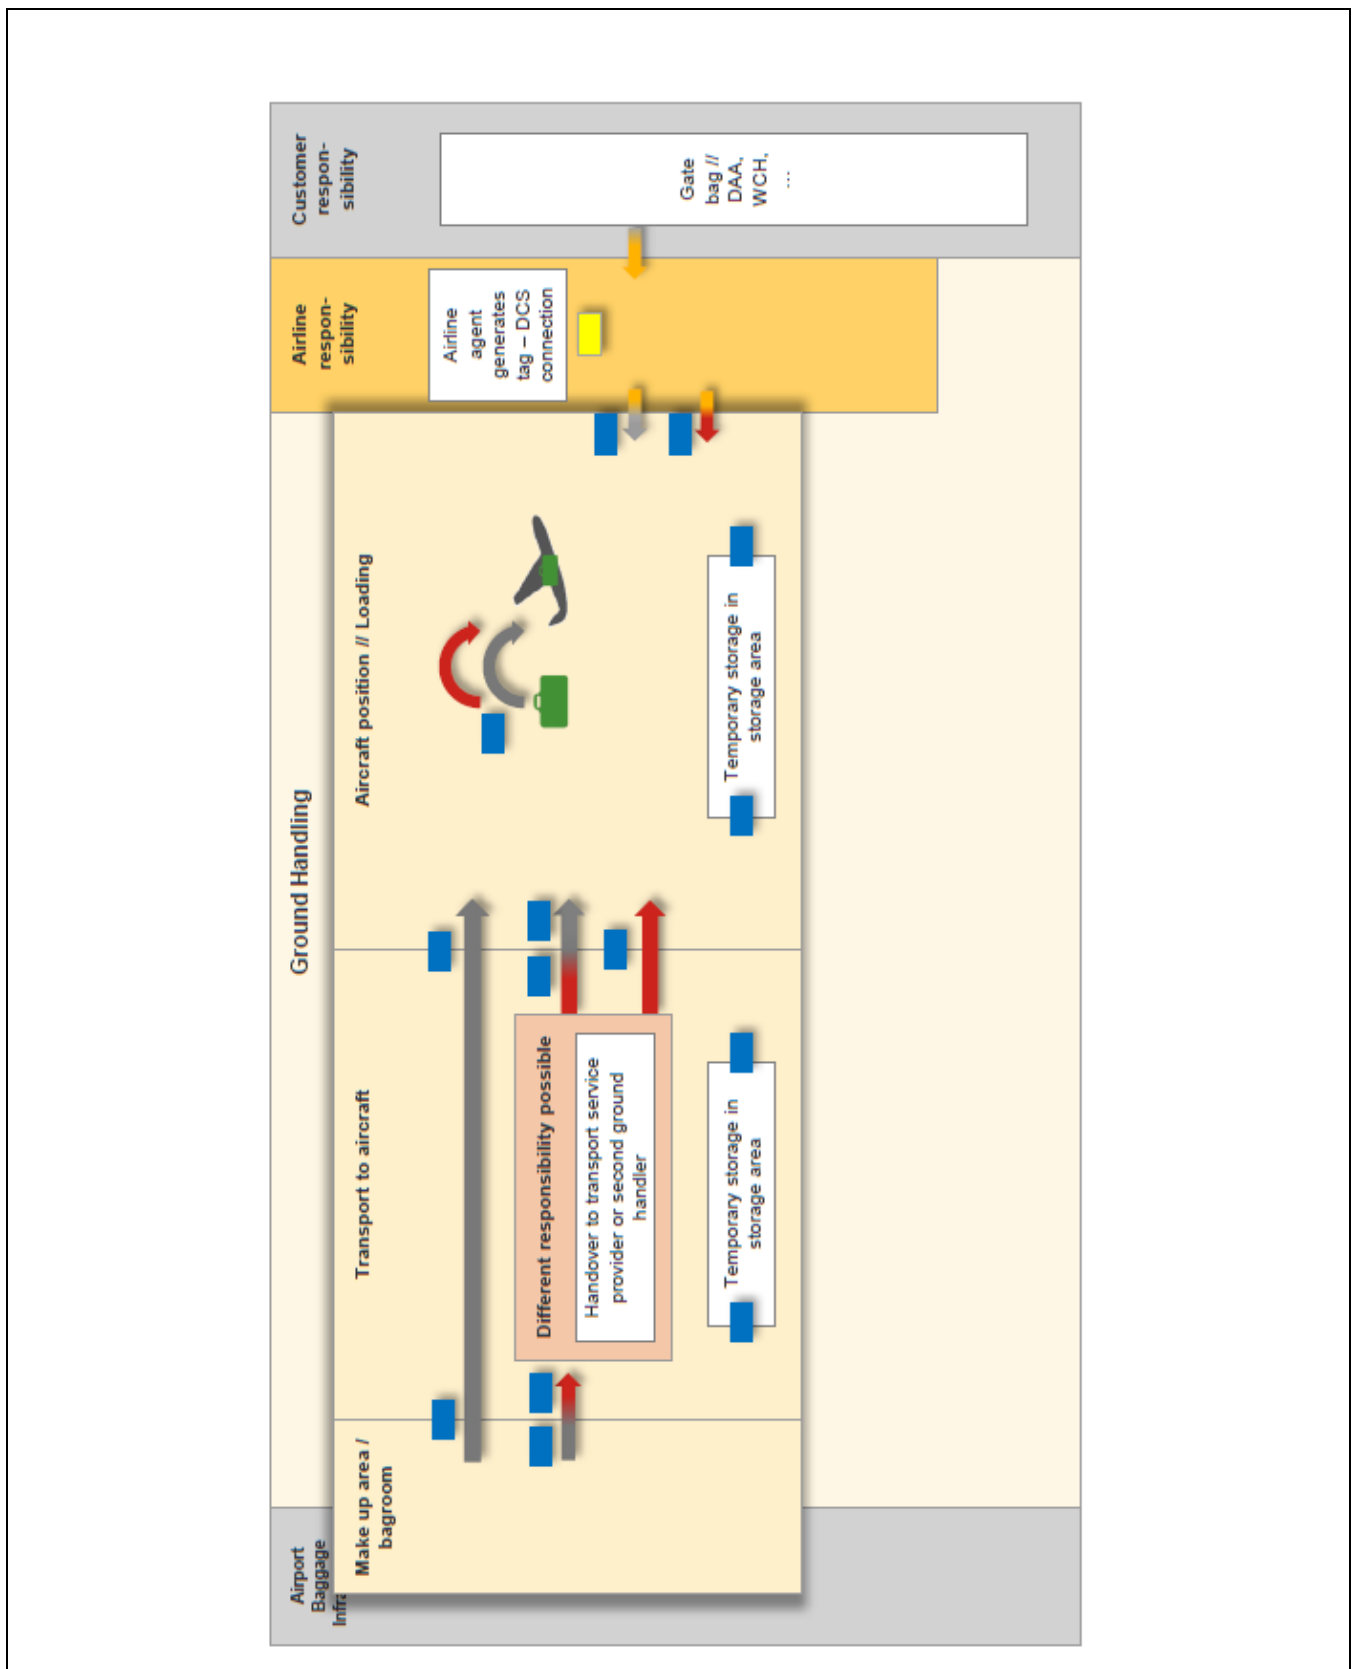 Airport
Baggage
Infra
Ground Handling
Airline
respon-
sibility
Customer
respon-
sibility
Make up area /
bagroom
Transport to aircraft
Aircraft position // Loading
Airline
agent
generates
tag – DCS
connection
Different responsibility possible
Handover to transport service
provider or second ground
handler
Gate
bag //
DAA,
WCH,
...
Temporary storage in
storage area
Temporary storage in
storage area